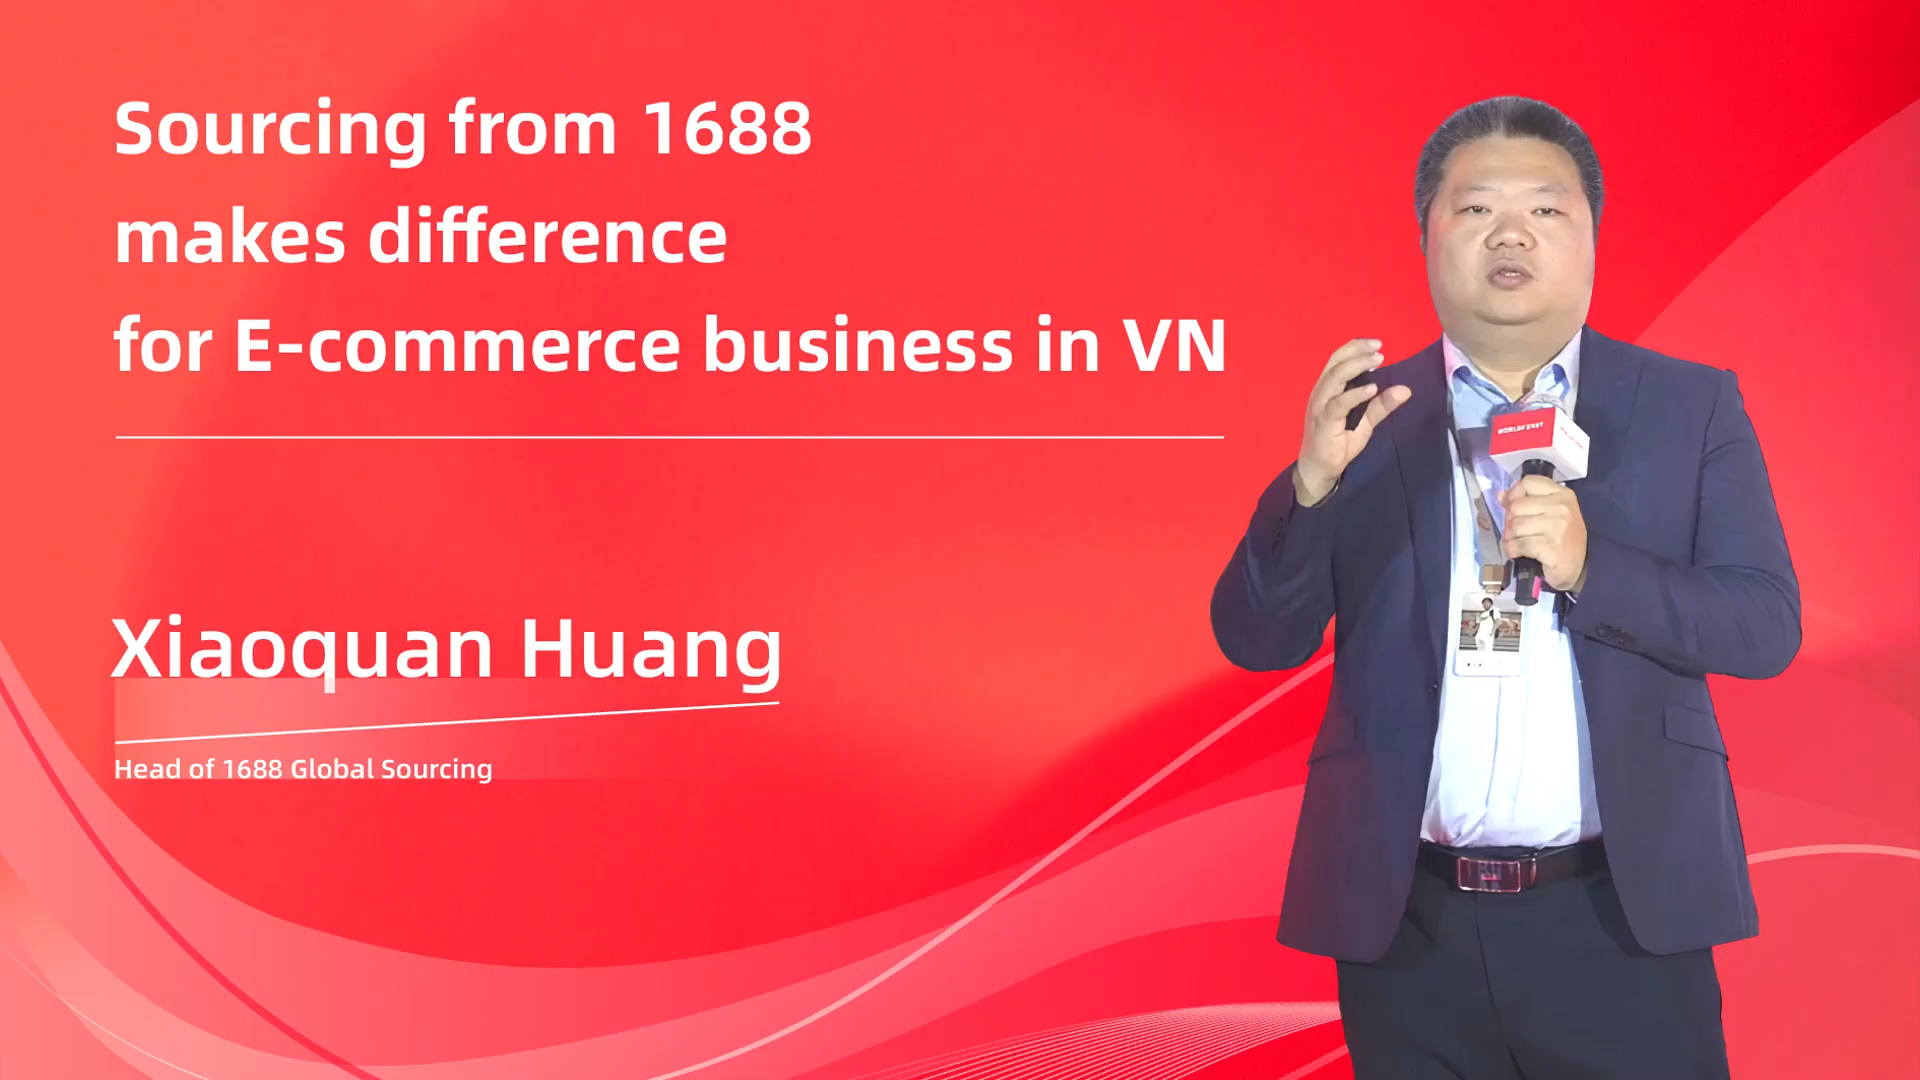 Sourcing from 1688
makes difference
for E-commerce business in VN
Xiaoquan Huang
Head of 1688 Global Sourcing